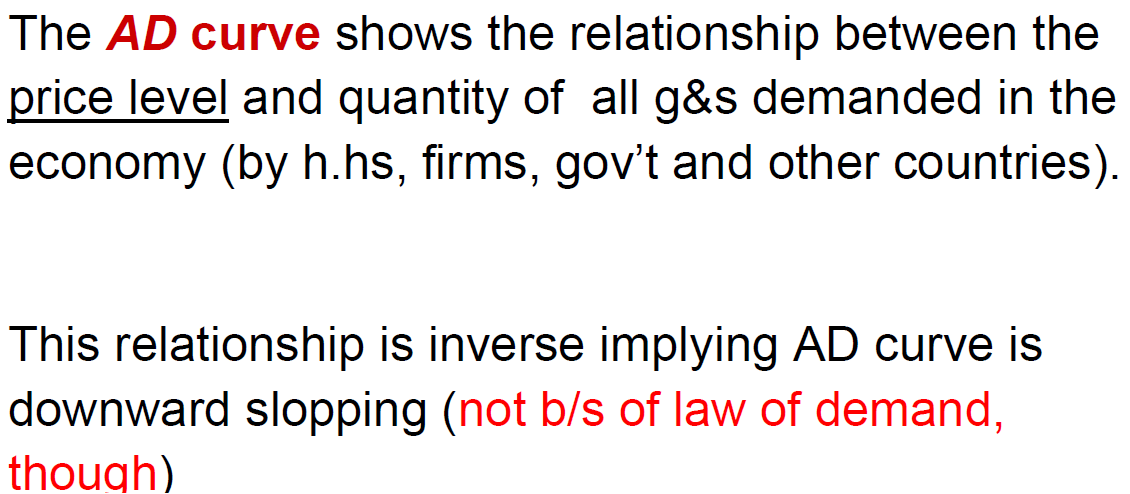 The AD curve shows the relationship between the
price level and quantity of all g&s demanded in the
economy (by h.hs, firms, gov’t and other countries).
This relationship is inverse implying AD curve is
downward slopping (not b/s of law of demand,
though)